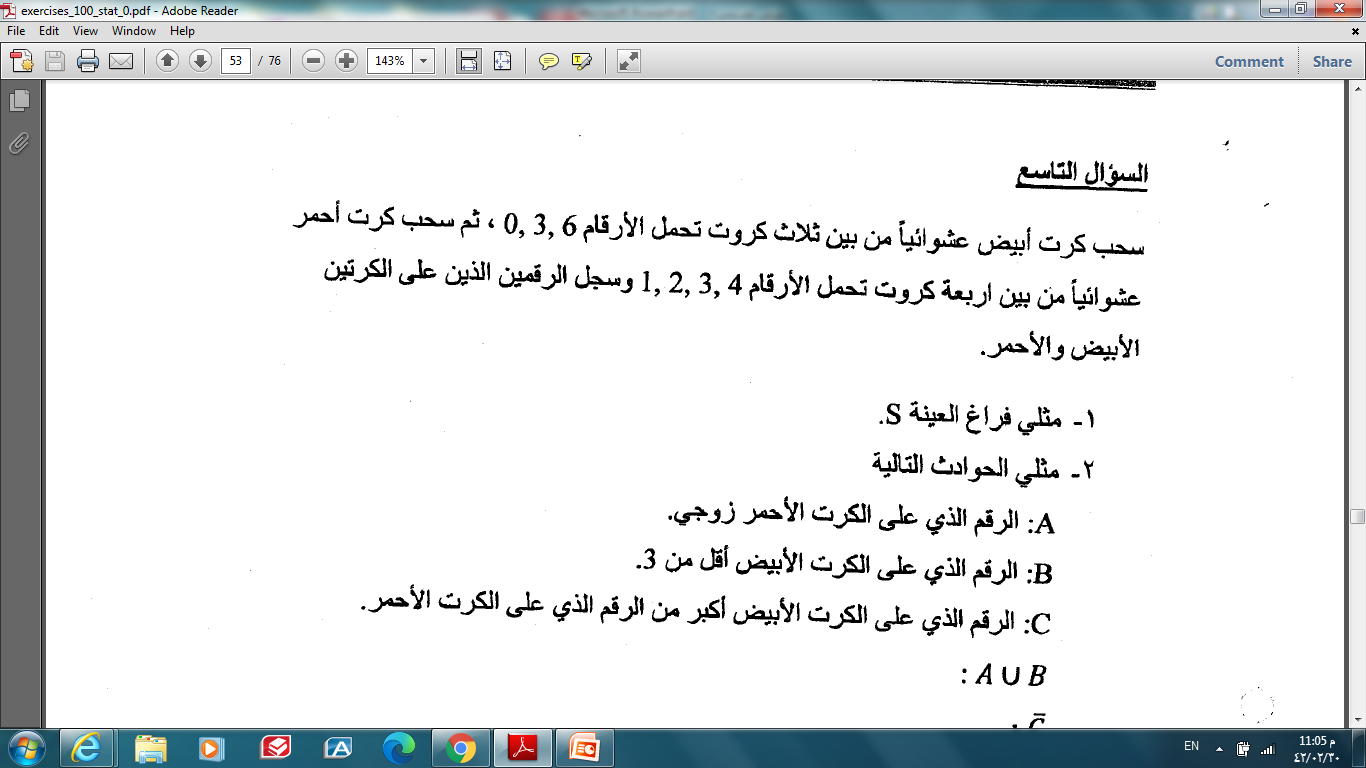 exercises_100_stat_0.pdf - Adobe Reader
File Edit View Window Help
53 / 76 143% Comment Share
السؤال التاسع
سحب كرت أبيض عشوائياً من بين ثلاث كروت تحمل الأرقام 0, 3, 6 ، ثم سحب كرت أحمر
عشوائياً من بين اربعة كروت تحمل الأرقام 1, 2, 3, 4 وسجل الرقمين الذين على الكرتين
الأبيض والأحمر.
١- مثلي فراغ العينة S.
٢- مثلي الحوادث التالية
A: الرقم الذي على الكرت الأحمر زوجي.
B: الرقم الذي على الكرت الأبيض أقل من 3.
C: الرقم الذي على الكرت الأبيض أكبر من الرقم الذي على الكرت الأحمر.
A ∪ B :
EN
11:05 م
٤٢/٠٢/٣٠